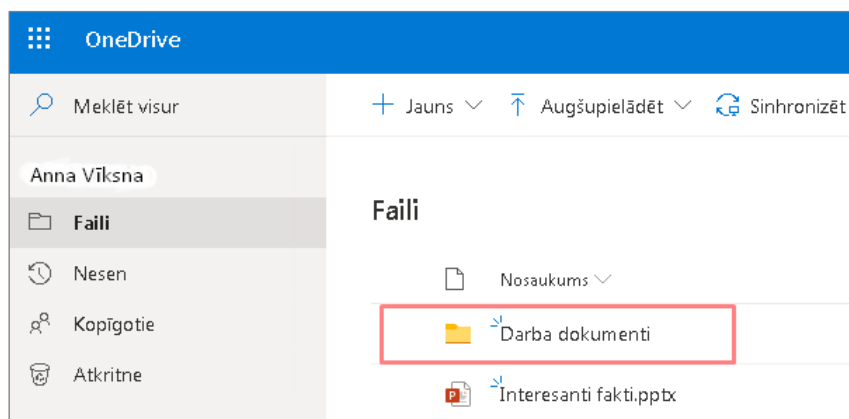 OneDrive
Meklēt visur
Jauns Augšupielādēt Sinhronizēt
Anna Vīksna
Faili
Nesen
Kopīgotie
Atkritne
Faili
Nosaukums
Darba dokumenti
Interesanti fakti.pptx